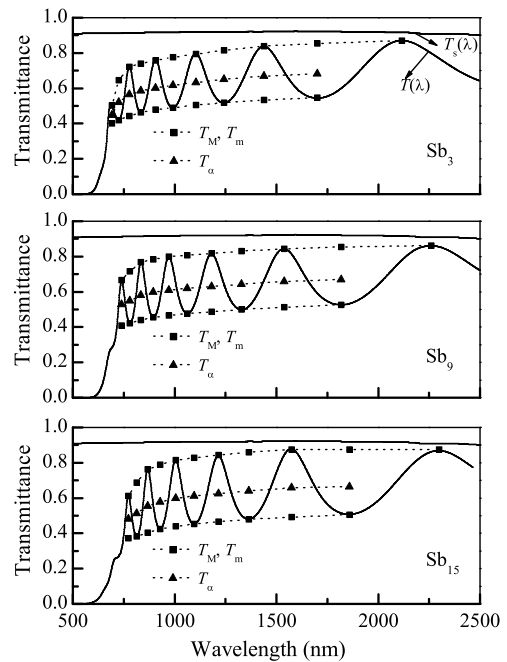 1.0
0.8
0.6
0.4
0.2
0.0
Transmittance
T_s(λ)
T(λ)
T_M, T_m
T_α
Sb_3
1.0
0.8
0.6
0.4
0.2
0.0
Transmittance
T_M, T_m
T_α
Sb_9
1.0
0.8
0.6
0.4
0.2
0.0
Transmittance
T_M, T_m
T_α
Sb_15
500 1000 1500 2000 2500
Wavelength (nm)